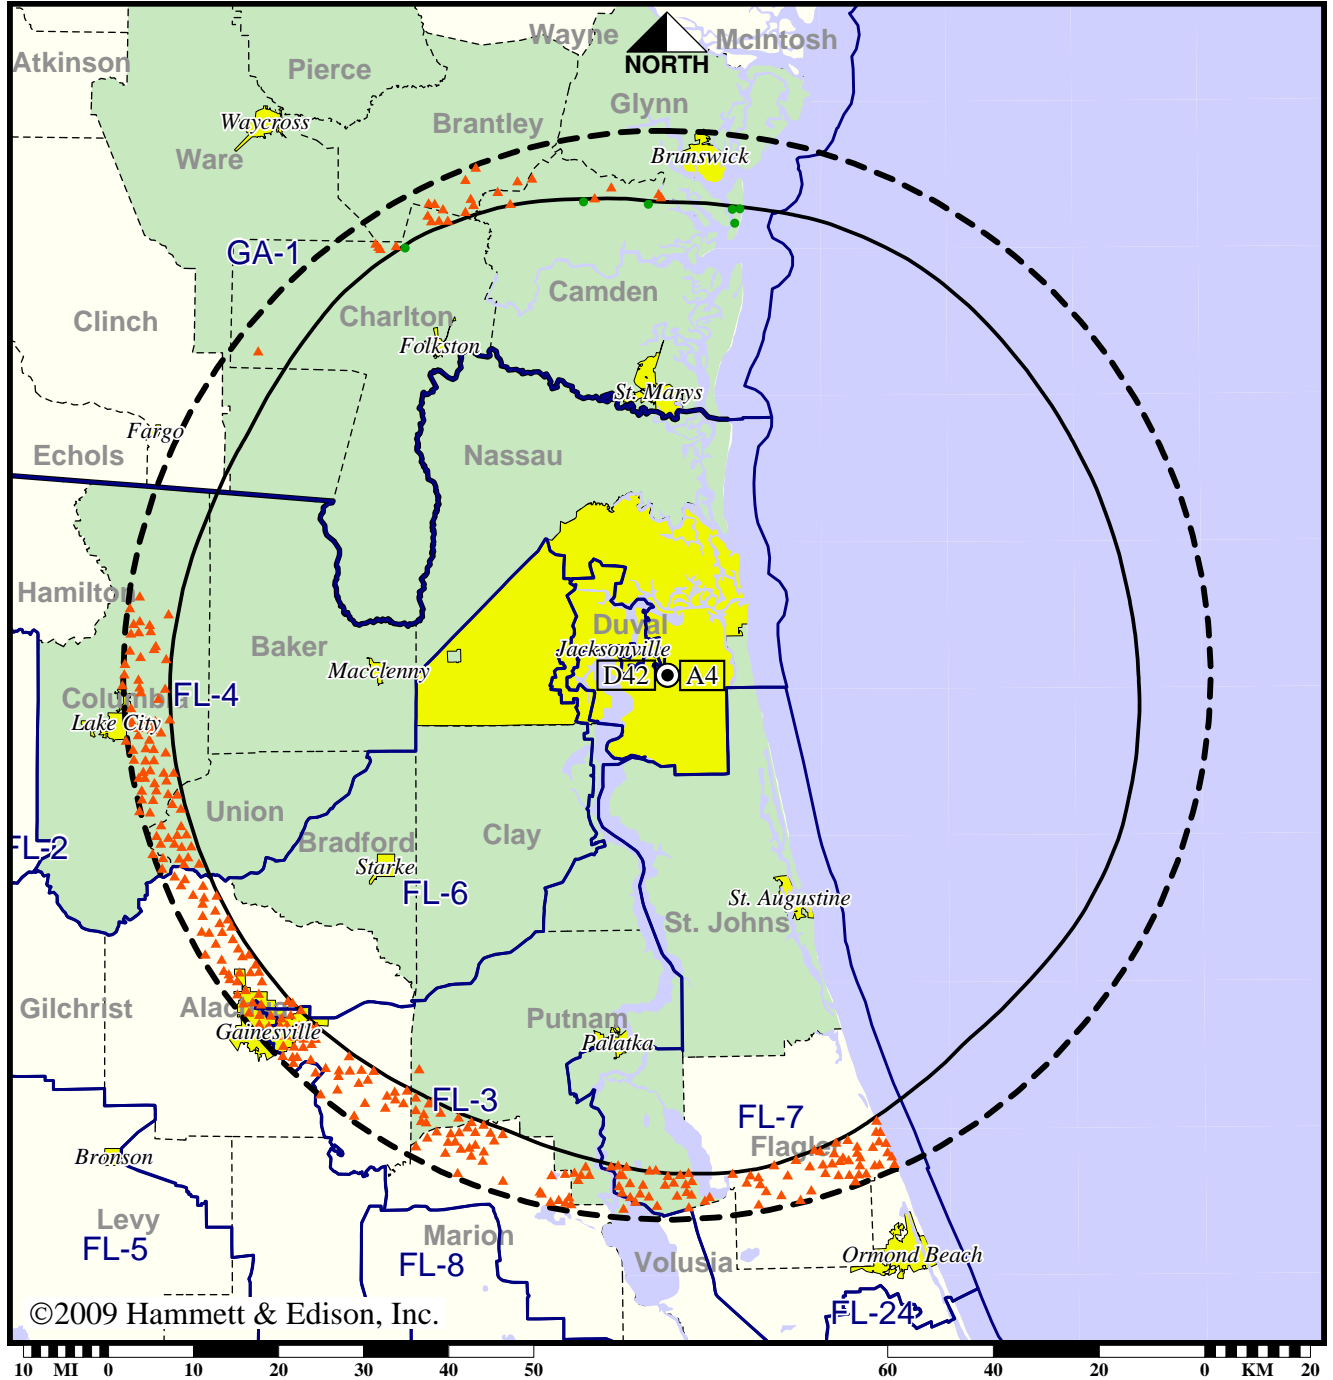 Wayne
McIntosh
Atkinson
Pierce
NORTH
Glynn
Waycross
Brantley
Ware
Brunswick
GA-1
Camden
Clinch
Charlton
Folkston
St. Marys
Fargo
Echols
Nassau
Hamilton
Duval
Baker
Jacksonville
Macclenny
D42
A4
Columbia
FL-4
Lake City
Union
Bradford
Clay
FL-2
Starke
FL-6
St. Augustine
St. Johns
Gilchrist
Alachua
Putnam
Gainesville
Palatka
FL-3
FL-7
Flagler
Bronson
Levy
FL-5
Marion
FL-8
Volusia
Ormond Beach
©2009 Hammett & Edison, Inc.
FL-24
10 MI 0 10 20 30 40 50 60 40 20 0 KM 20